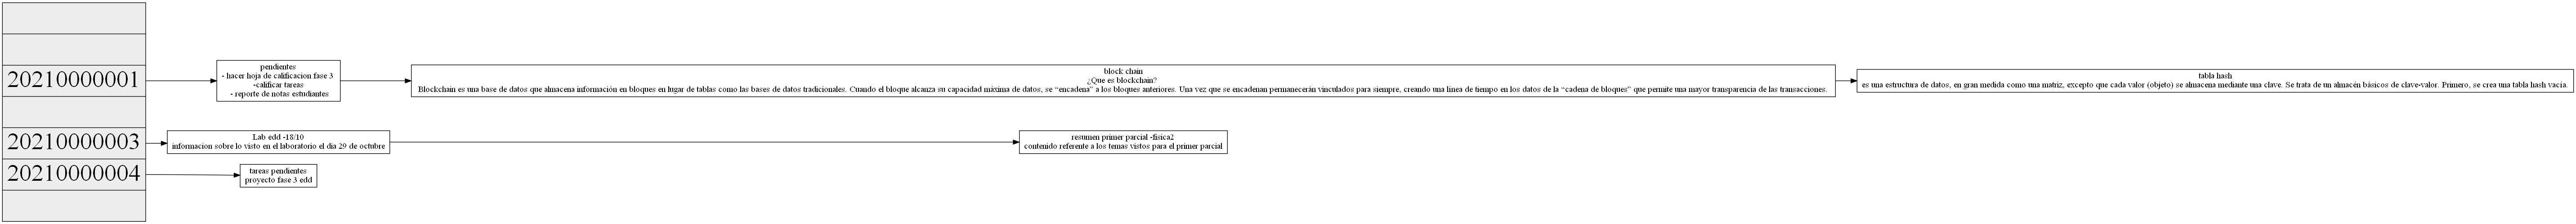 20210000001
pendientes
- hacer hoja de calificacion fase 3
-calificar tareas
- reporte de notas estudiantes
block chain
¿Que es blockchain?
Blockchain es una base de datos que almacena información en bloques en lugar de tablas como las bases de datos tradicionales. Cuando el bloque alcanza su capacidad máxima de datos, se “encadena” a los bloques anteriores. Una vez que se encadenan permanecerán vinculados para siempre, creando una línea de tiempo en los datos de la “cadena de bloques” que permite una mayor transparencia de las transacciones.
tabla hash
es una estructura de datos, en gran medida como una matriz, excepto que cada valor (objeto) se almacena mediante una clave. Se trata de un almacén básicos de clave-valor. Primero, se crea una tabla hash vacía.
20210000003
Lab edd -18/10
informacion sobre lo visto en el laboratorio el dia 29 de octubre
resumen primer parcial -fisica2
contenido referente a los temas vistos para el primer parcial
20210000004
tareas pendientes
proyecto fase 3 edd